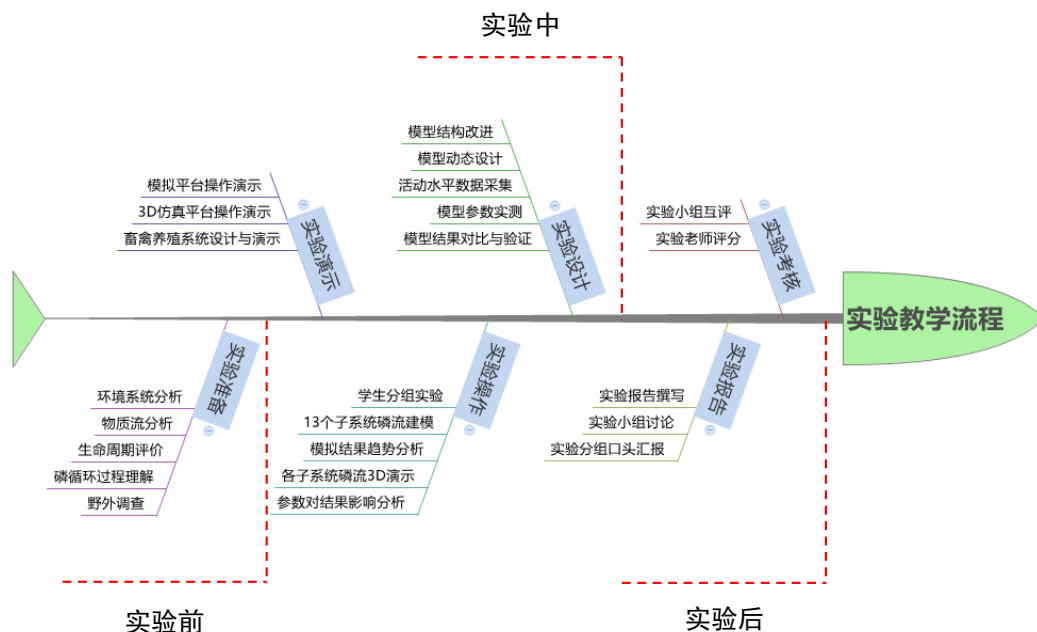 实验中
模型结构改进
模型动态设计
活动水平数据采集
模型参数实测
模型结果对比与验证
实验设计
模拟平台操作演示
3D仿真平台操作演示
畜禽养殖系统设计与演示
实验演示
实验小组互评
实验老师评分
实验考核
实验教学流程
实验准备
环境系统分析
物质流分析
生命周期评价
磷循环过程理解
野外调查
实验操作
学生分组实验
13个子系统磷流建模
模拟结果趋势分析
各子系统磷流3D演示
参数对结果影响分析
实验报告
实验报告撰写
实验小组讨论
实验分组口头汇报
实验前
实验后